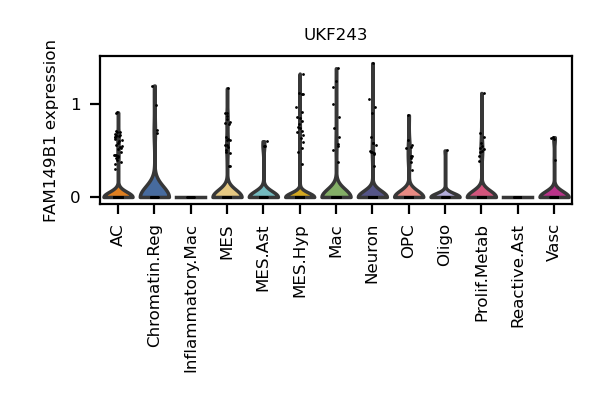 UKF243
FAM149B1 expression
1
0
AC
Chromatin.Reg
Inflammatory.Mac
MES
MES.Ast
MES.Hyp
Mac
Neuron
OPC
Oligo
Prolif.Metab
Reactive.Ast
Vasc